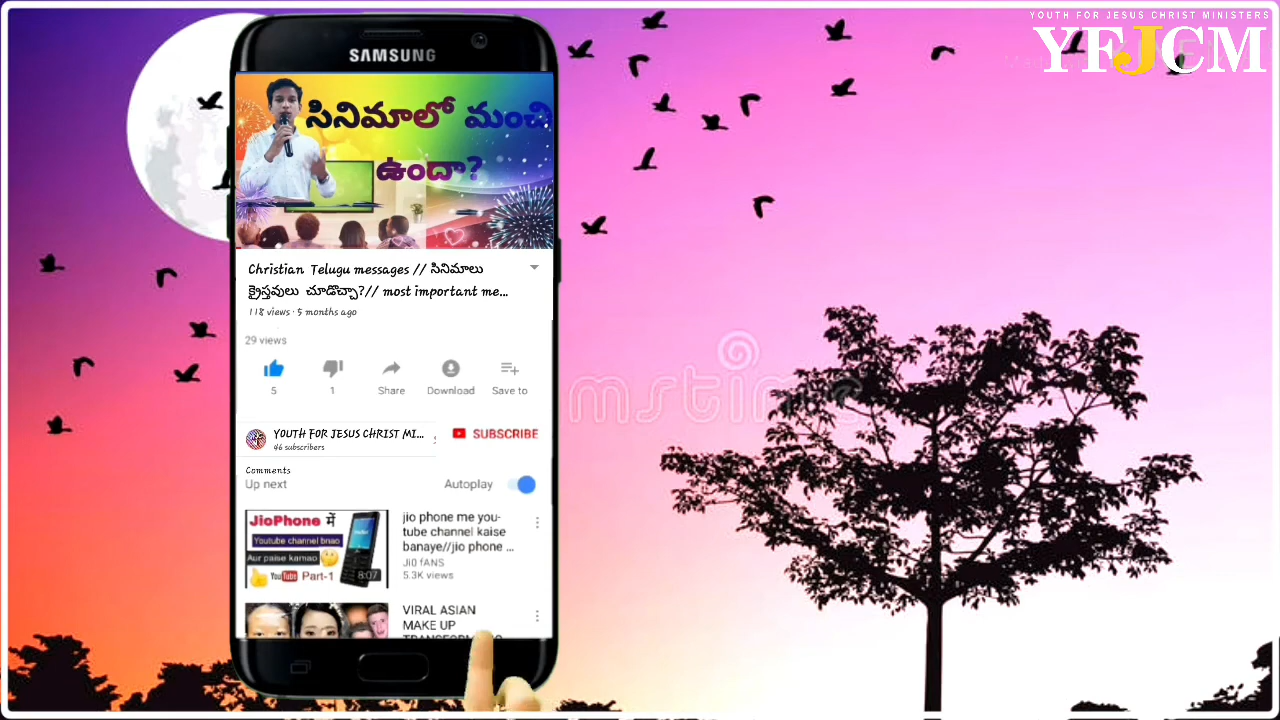 YOUTH FOR JESUS CHRIST MINISTERS
YFJCM
SAMSUNG
సినిమాలో మంచి
ఉందా?
Christian Telugu messages // సినిమాలు
క్రైస్తవులు చూడొచ్చా?// most important me...
118 views · 5 months ago
29 views
5 1 Share Download Save to
YOUTH FOR JESUS CHRIST MI...
46 subscribers
SUBSCRIBE
Comments
Up next Autoplay
JioPhone में
Youtube channel bnao
Aur paise kamao
YouTube Part-1
8:07
jio phone me you-
tube channel kaise
banaye//jio phone ...
Ji0 fANS
5.3K views
VIRAL ASIAN
MAKE UP
mstime